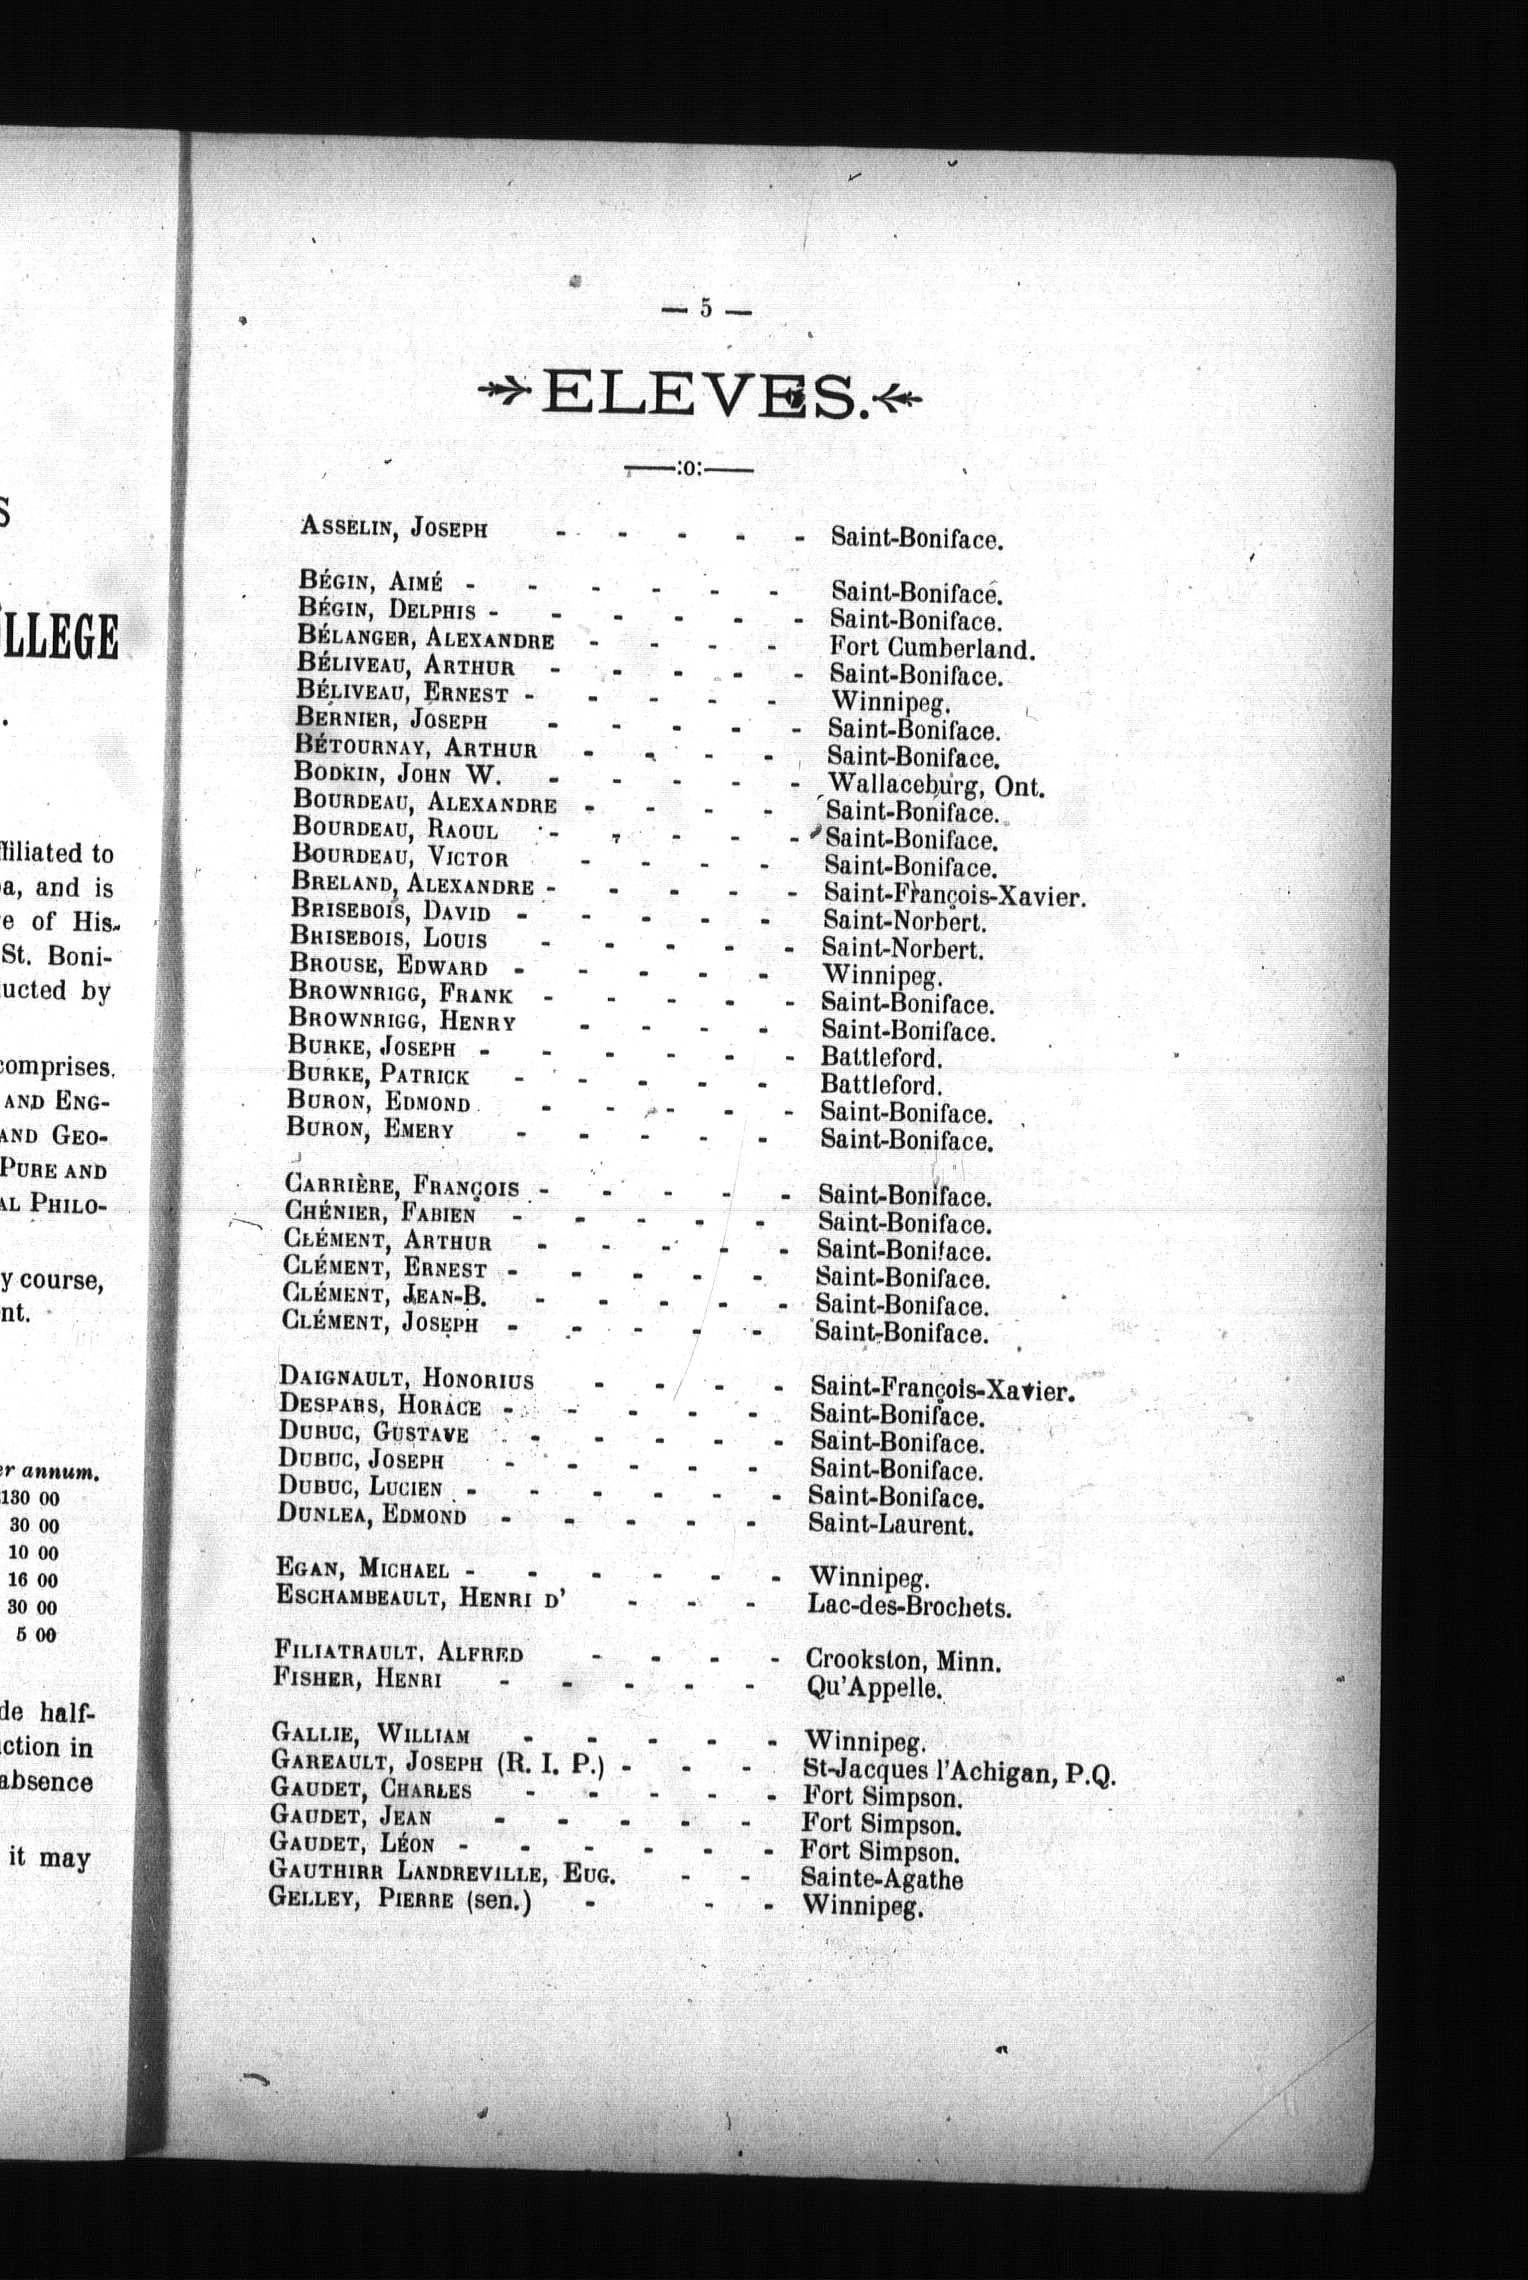 S
LLEGE
.
filiated to
a, and is
e of His-
St. Boni-
ucted by
comprises
AND ENG-
AND GEO-
PURE AND
AL PHILO-
y course,
nt.
er annum.
130 00
30 00
10 00
16 00
30 00
5 00
de half-
ction in
absence
it may
— 5 —
ELEVES.
——:o:——
ASSELIN, JOSEPH - - - - - Saint-Boniface.
BÉGIN, AIMÉ - - - - - - Saint-Boniface.
BÉGIN, DELPHIS - - - - - - Saint-Boniface.
BÉLANGER, ALEXANDRE - - - - Fort Cumberland.
BÉLIVEAU, ARTHUR - - - - - Saint-Boniface.
BÉLIVEAU, ERNEST - - - - - Winnipeg.
BERNIER, JOSEPH - - - - - Saint-Boniface.
BÉTOURNAY, ARTHUR - - - - Saint-Boniface.
BODKIN, JOHN W. - - - - - Wallaceburg, Ont.
BOURDEAU, ALEXANDRE - - - - Saint-Boniface.
BOURDEAU, RAOUL - - - - - Saint-Boniface.
BOURDEAU, VICTOR - - - - Saint-Boniface.
BRELAND, ALEXANDRE - - - - - Saint-François-Xavier.
BRISEBOIS, DAVID - - - - - Saint-Norbert.
BRISEBOIS, LOUIS - - - - - Saint-Norbert.
BROUSE, EDWARD - - - - - Winnipeg.
BROWNRIGG, FRANK - - - - - Saint-Boniface.
BROWNRIGG, HENRY - - - - Saint-Boniface.
BURKE, JOSEPH - - - - - - Battleford.
BURKE, PATRICK - - - - - Battleford.
BURON, EDMOND - - - - - Saint-Boniface.
BURON, EMERY - - - - - Saint-Boniface.
CARRIÈRE, FRANÇOIS - - - - - Saint-Boniface.
CHÉNIER, FABIEN - - - - - Saint-Boniface.
CLÉMENT, ARTHUR - - - - - Saint-Boniface.
CLÉMENT, ERNEST - - - - - Saint-Boniface.
CLÉMENT, JEAN-B. - - - - - Saint-Boniface.
CLÉMENT, JOSEPH - - - - - Saint-Boniface.
DAIGNAULT, HONORIUS - - - - Saint-François-Xavier.
DESPARS, HORACE - - - - - Saint-Boniface.
DUBUC, GUSTAVE - - - - - Saint-Boniface.
DUBUC, JOSEPH - - - - - Saint-Boniface.
DUBUC, LUCIEN - - - - - - Saint-Boniface.
DUNLEA, EDMOND - - - - - Saint-Laurent.
EGAN, MICHAEL - - - - - - Winnipeg.
ESCHAMBEAULT, HENRI D' - - - Lac-des-Brochets.
FILIATRAULT, ALFRED - - - - Crookston, Minn.
FISHER, HENRI - - - - - Qu'Appelle.
GALLIE, WILLIAM - - - - - Winnipeg.
GAREAULT, JOSEPH (R. I. P.) - - - St-Jacques l'Achigan, P.Q.
GAUDET, CHARLES - - - - - Fort Simpson.
GAUDET, JEAN - - - - - Fort Simpson.
GAUDET, LÉON - - - - - - Fort Simpson.
GAUTHIRR LANDREVILLE, EUG. - - Sainte-Agathe
GELLEY, PIERRE (sen.) - - - Winnipeg.